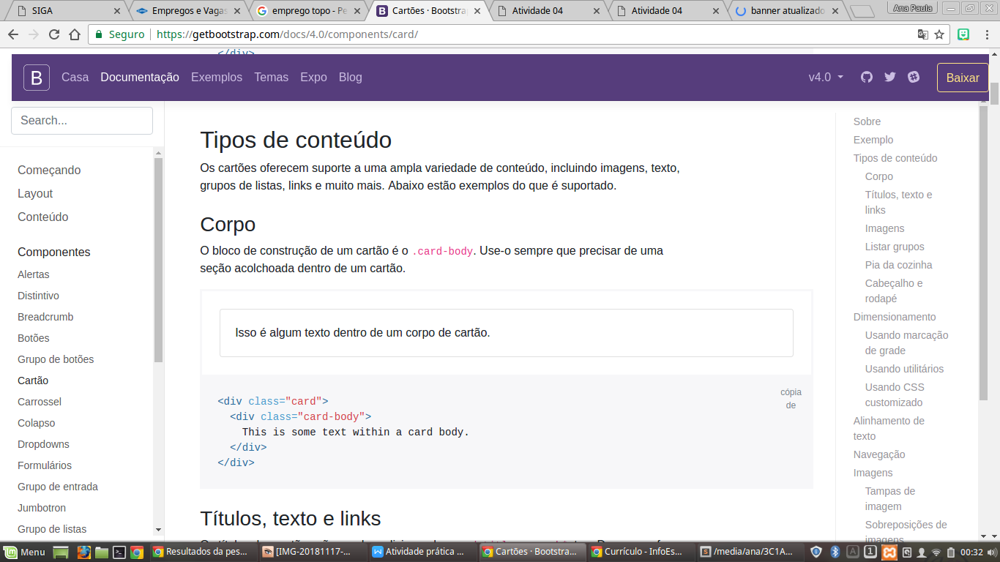 SIGA
Empregos e Vagas
emprego topo - Pe
Cartões · Bootstrap
Atividade 04
Atividade 04
banner atualizado
Ana Paula
Seguro
https://getbootstrap.com/docs/4.0/components/card/
</div>
B
Casa
Documentação
Exemplos
Temas
Expo
Blog
v4.0
Baixar
Search...
Começando
Layout
Conteúdo
Componentes
Alertas
Distintivo
Breadcrumb
Botões
Grupo de botões
Cartão
Carrossel
Colapso
Dropdowns
Formulários
Grupo de entrada
Jumbotron
Grupo de listas
Tipos de conteúdo
Os cartões oferecem suporte a uma ampla variedade de conteúdo, incluindo imagens, texto,
grupos de listas, links e muito mais. Abaixo estão exemplos do que é suportado.
Corpo
O bloco de construção de um cartão é o .card-body. Use-o sempre que precisar de uma
seção acolchoada dentro de um cartão.
Isso é algum texto dentro de um corpo de cartão.
cópia
de
<div class="card">
  <div class="card-body">
    This is some text within a card body.
  </div>
</div>
Títulos, texto e links
Sobre
Exemplo
Tipos de conteúdo
Corpo
Títulos, texto e
links
Imagens
Listar grupos
Pia da cozinha
Cabeçalho e
rodapé
Dimensionamento
Usando marcação
de grade
Usando utilitários
Usando CSS
customizado
Alinhamento de
texto
Navegação
Imagens
Tampas de
imagem
Sobreposições de
imagens
Menu
Resultados da pes...
[IMG-20181117-...
Atividade prática ...
Cartões · Bootstra...
Currículo - InfoEs...
/media/ana/3C1A...
A
1
00:32